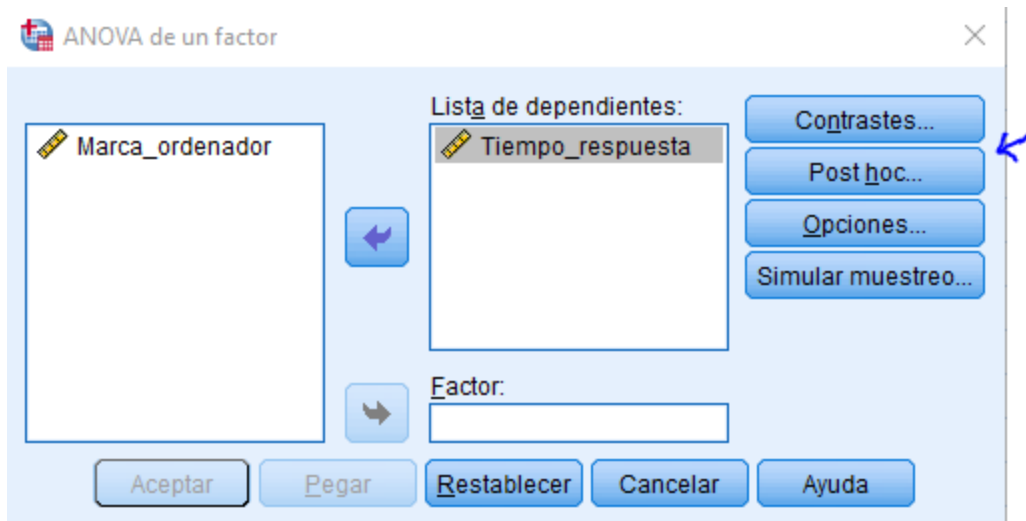 ANOVA de un factor
Marca_ordenador
Lista de dependientes:
Tiempo_respuesta
Factor:
Contrastes...
Post hoc...
Opciones...
Simular muestreo...
Aceptar
Pegar
Restablecer
Cancelar
Ayuda